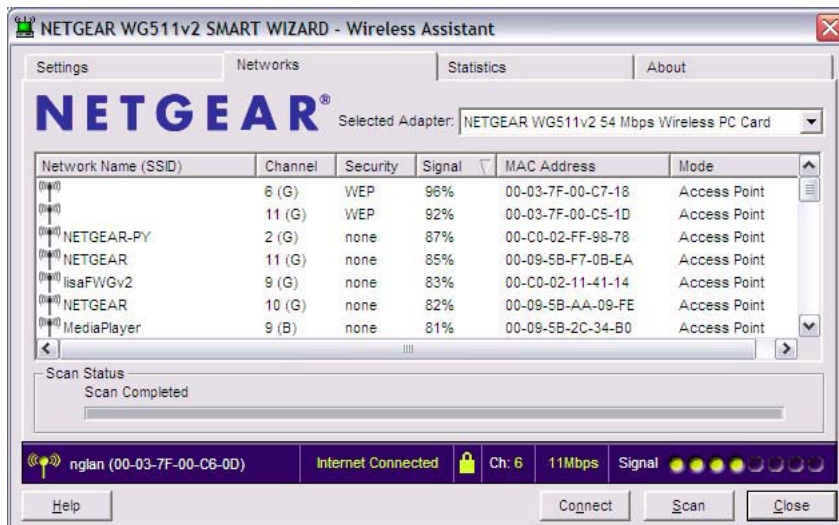 NETGEAR WG511v2 SMART WIZARD - Wireless Assistant
Settings Networks Statistics About
NETGEAR® Selected Adapter: NETGEAR WG511v2 54 Mbps Wireless PC Card
Network Name (SSID) Channel Security Signal MAC Address Mode
6 (G) WEP 96% 00-03-7F-00-C7-18 Access Point
11 (G) WEP 92% 00-03-7F-00-C5-1D Access Point
NETGEAR-PY 2 (G) none 87% 00-C0-02-FF-98-78 Access Point
NETGEAR 11 (G) none 85% 00-09-5B-F7-0B-EA Access Point
lisaFWGv2 9 (G) none 83% 00-C0-02-11-41-14 Access Point
NETGEAR 10 (G) none 82% 00-09-5B-AA-09-FE Access Point
MediaPlayer 9 (B) none 81% 00-09-5B-2C-34-B0 Access Point
Scan Status
Scan Completed
nglan (00-03-7F-00-C6-0D) Internet Connected Ch: 6 11Mbps Signal
Help Connect Scan Close